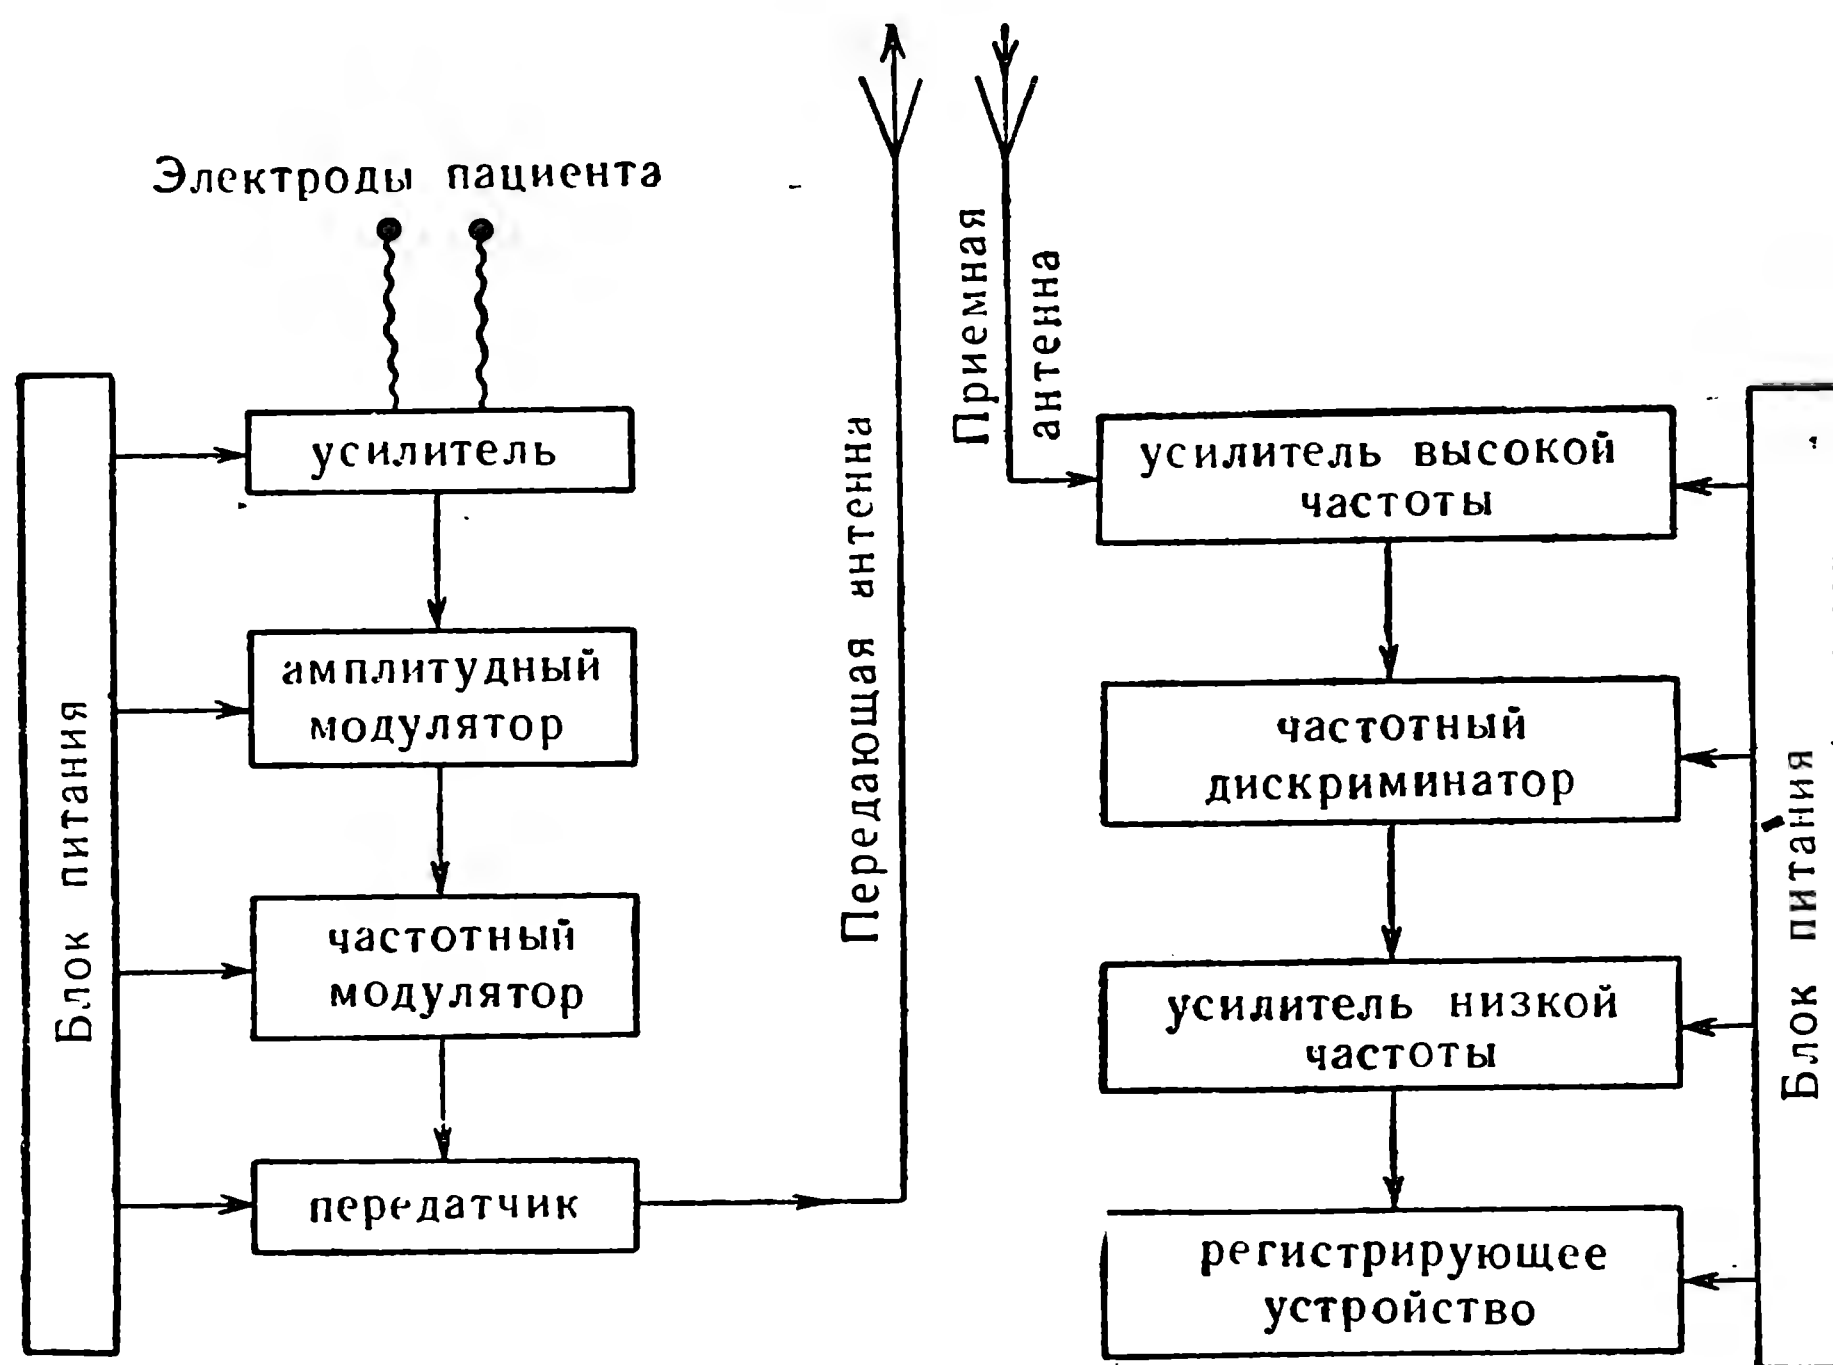 Электроды пациента
Блок питания
усилитель
амплитудный
модулятор
частотный
модулятор
передатчик
Передающая антенна
Приемная
антенна
усилитель высокой
частоты
частотный
дискриминатор
усилитель низкой
частоты
регистрирующее
устройство
Блок питания